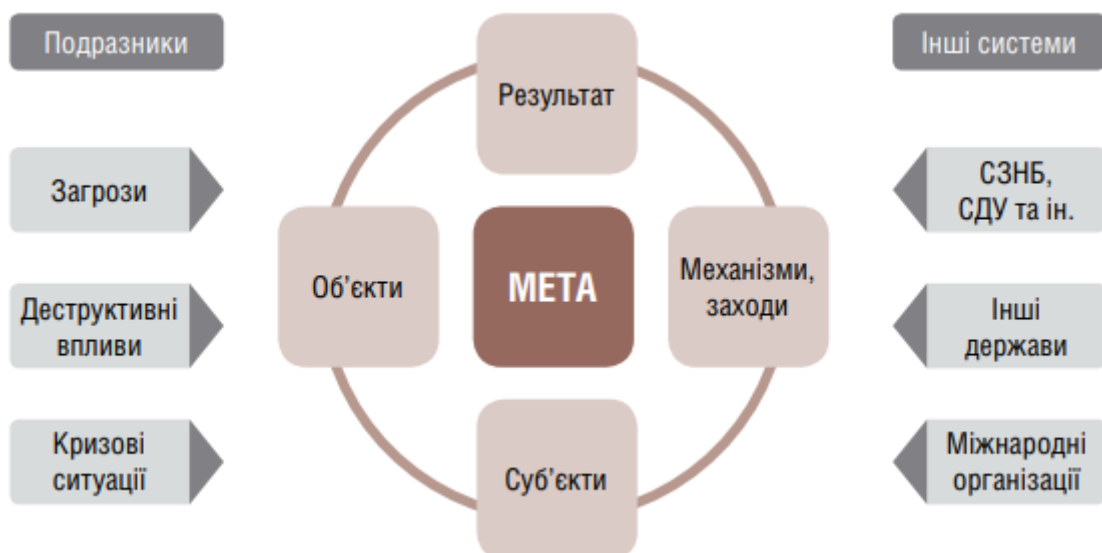 Подразники
Загрози
Деструктивні
впливи
Кризові
ситуації
Результат
Об’єкти
МЕТА
Механізми,
заходи
Суб’єкти
Інші системи
СЗНБ,
СДУ та ін.
Інші
держави
Міжнародні
організації